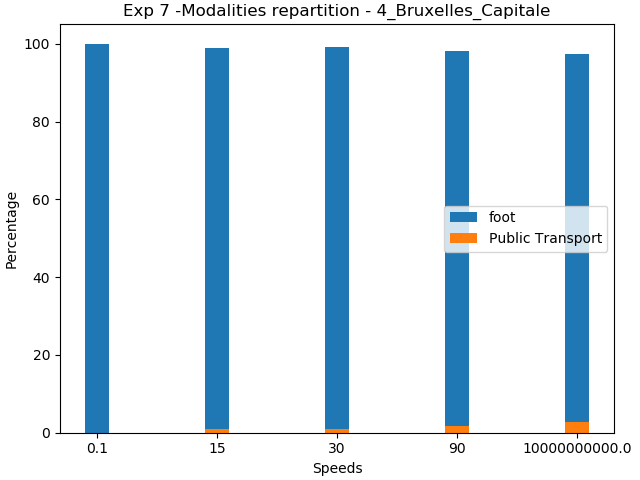 Exp 7 -Modalities repartition - 4_Bruxelles_Capitale
100
80
60
40
20
0
Percentage
foot
Public Transport
0.1 15 30 90 10000000000.0
Speeds